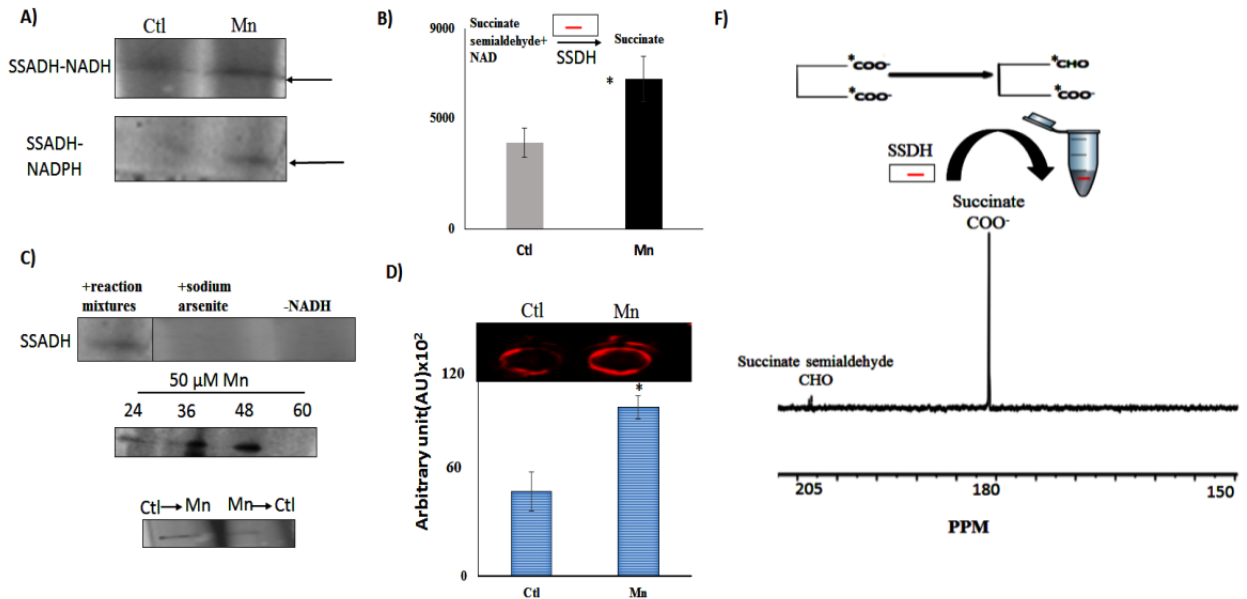 A)
Ctl Mn
SSADH-NADH
SSADH-
NADPH
B)
9000
5000
0
Succinate
semialdehyde+
NAD
SSDH
Succinate
*
Ctl Mn
C)
+reaction
mixtures
+sodium
arsenite
-NADH
SSADH
50 µM Mn
24 36 48 60
Ctl→Mn Mn→Ctl
D)
Ctl Mn
Arbitrary unit(AU)x10²
120
60
0
*
Ctl Mn
F)
*COO-
*COO-
*CHO
*COO-
SSDH
Succinate
COO-
Succinate semialdehyde
CHO
205 180 150
PPM